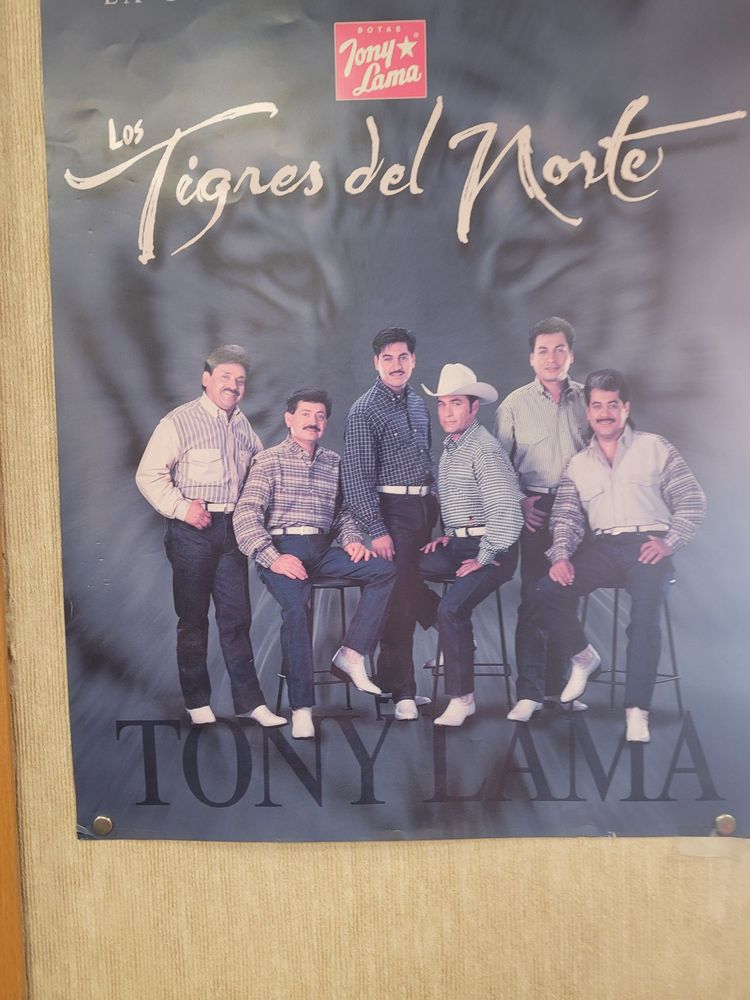 BOTAS
Tony Lama®
Los Tigres del Norte
TONY LAMA